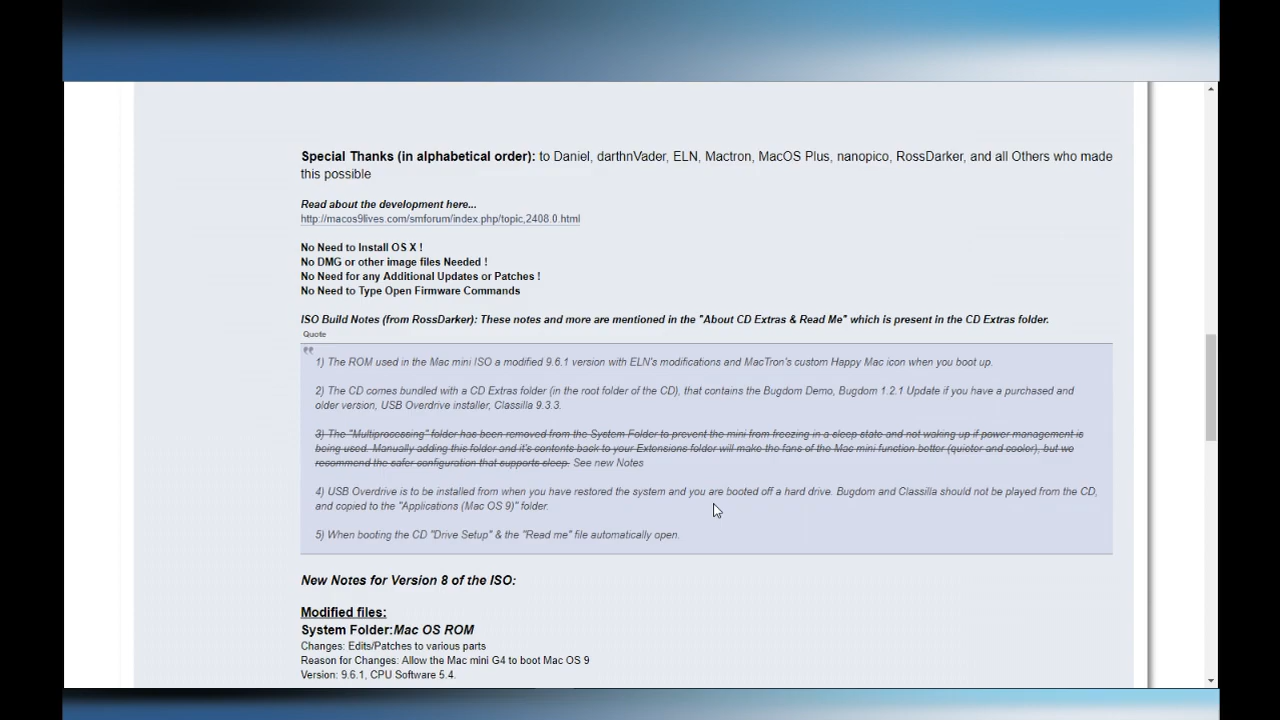 Special Thanks (in alphabetical order): to Daniel, darthnVader, ELN, Mactron, MacOS Plus, nanopico, RossDarker, and all Others who made
this possible
Read about the development here...
http://macos9lives.com/smforum/index.php/topic,2408.0.html
No Need to Install OS X !
No DMG or other image files Needed !
No Need for any Additional Updates or Patches !
No Need to Type Open Firmware Commands
ISO Build Notes (from RossDarker): These notes and more are mentioned in the "About CD Extras & Read Me" which is present in the CD Extras folder.
Quote
1) The ROM used in the Mac mini ISO a modified 9.6.1 version with ELN's modifications and MacTron's custom Happy Mac icon when you boot up.
2) The CD comes bundled with a CD Extras folder (in the root folder of the CD), that contains the Bugdom Demo, Bugdom 1.2.1 Update if you have a purchased and
older version, USB Overdrive installer, Classilla 9.3.3.
3) The "Multiprocessing" folder has been removed from the System Folder to prevent the mini from freezing in a sleep state and not waking up if power management is
being used. Manually adding this folder and it's contents back to your Extensions folder will make the fans of the Mac mini function better (quieter and cooler), but we
recommend the safer configuration that supports sleep. See new Notes
4) USB Overdrive is to be installed from when you have restored the system and you are booted off a hard drive. Bugdom and Classilla should not be played from the CD,
and copied to the "Applications (Mac OS 9)" folder.
5) When booting the CD "Drive Setup" & the "Read me" file automatically open.
New Notes for Version 8 of the ISO:
Modified files:
System Folder:Mac OS ROM
Changes: Edits/Patches to various parts
Reason for Changes: Allow the Mac mini G4 to boot Mac OS 9
Version: 9.6.1, CPU Software 5.4.